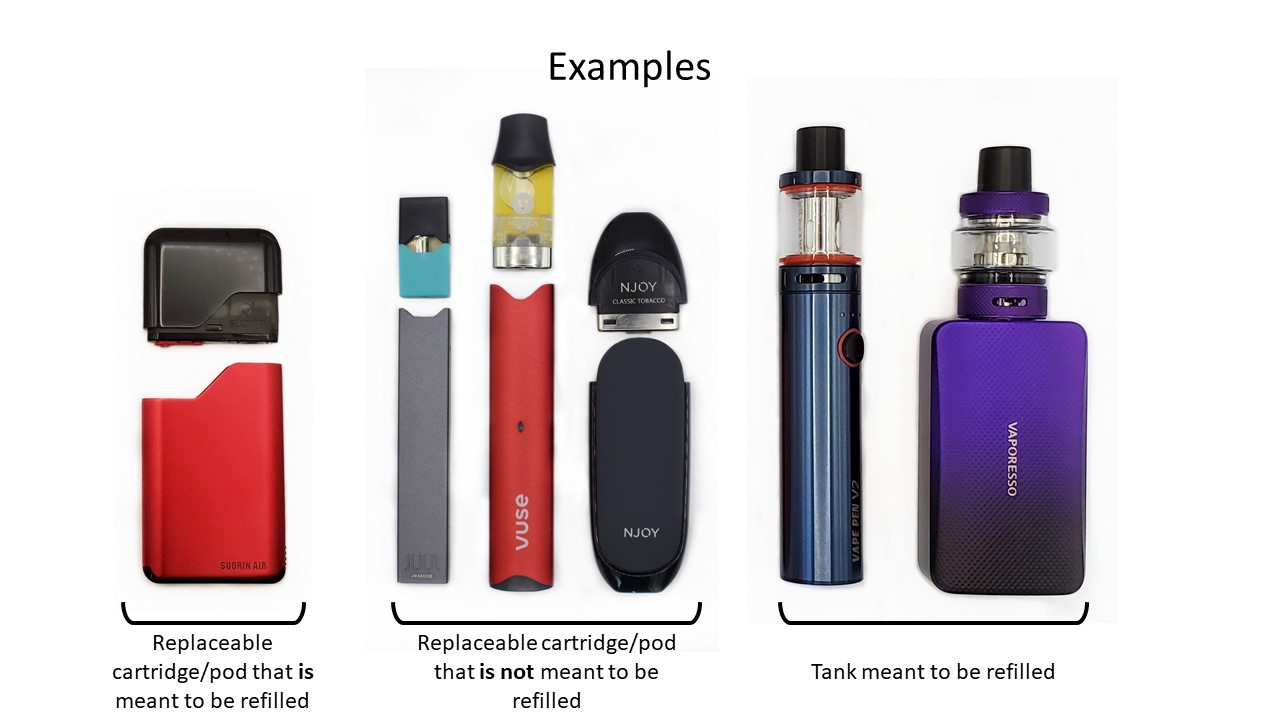 Examples
SUORIN
SUORIN AIR
JUUL
vuse
NJOY
CLASSIC TOBACCO
NJOY
VAPE PEN V2
VAPORESSO
Replaceable
cartridge/pod that is
meant to be refilled
Replaceable cartridge/pod
that is not meant to be
refilled
Tank meant to be refilled